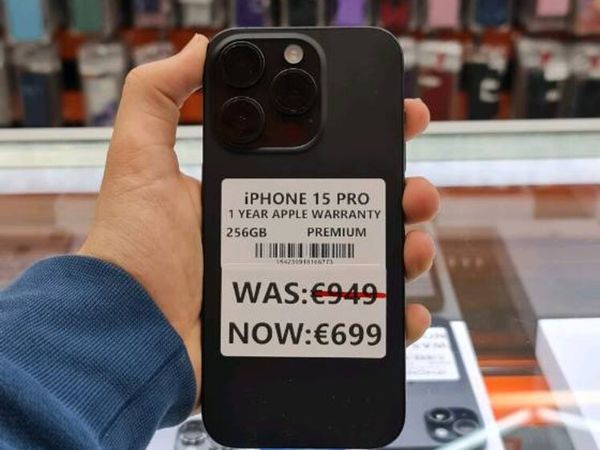 iPHONE 15 PRO
1 YEAR APPLE WARRANTY
256GB PREMIUM
WAS:€949
NOW:€699